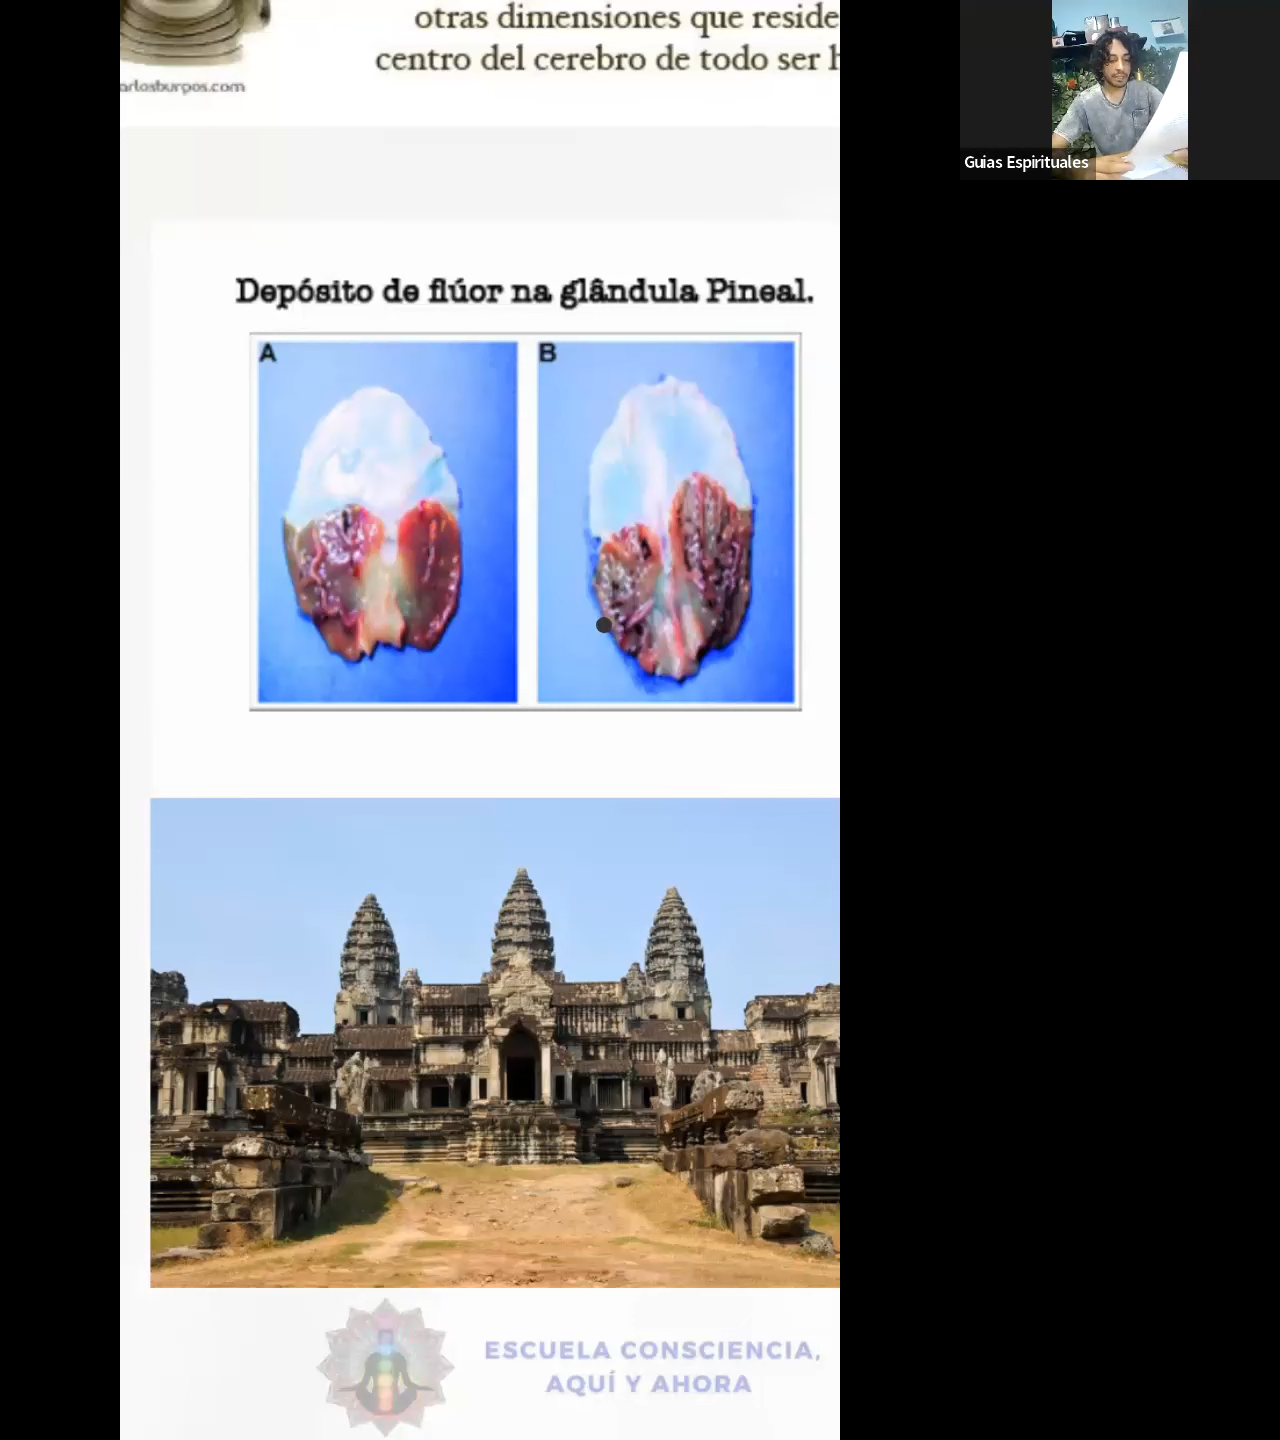 otras dimensiones que reside
centro del cerebro de todo ser h
arlosburgos.com
Guias Espirituales
Depósito de flúor na glândula Pineal.
A
B
ESCUELA CONSCIENCIA,
AQUÍ Y AHORA